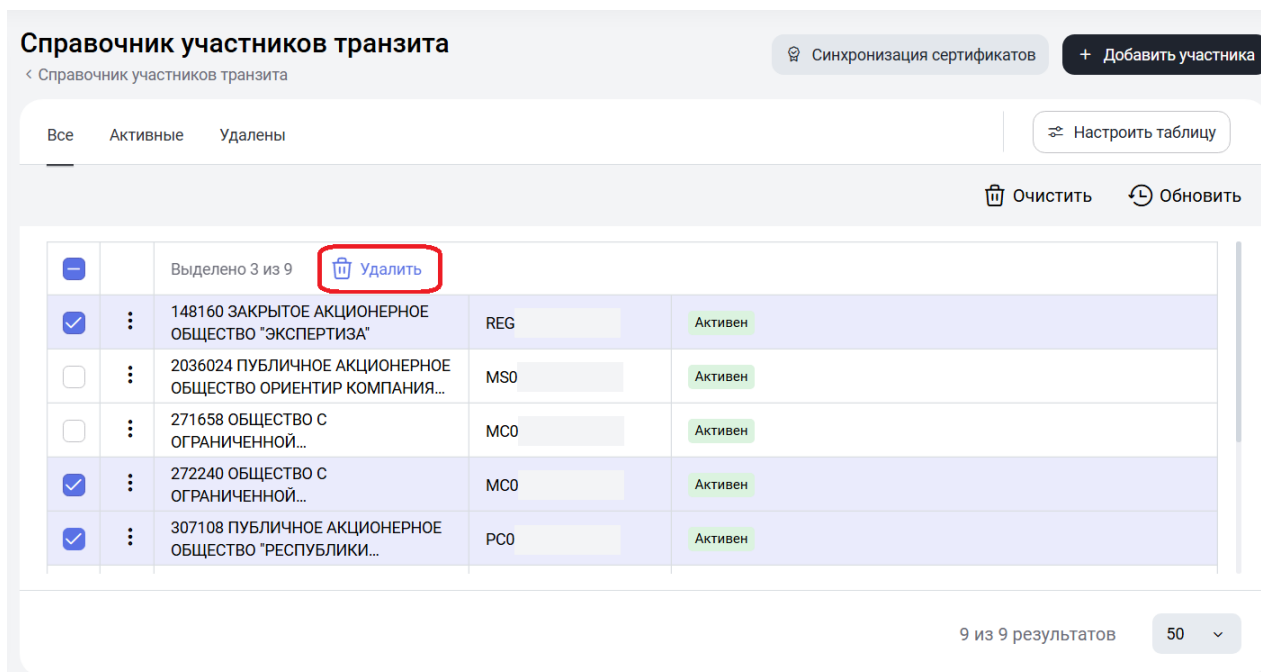 Справочник участников транзита
Синхронизация сертификатов
+ Добавить участника
< Справочник участников транзита
Все Активные Удалены
Настроить таблицу
Очистить Обновить
Выделено 3 из 9 Удалить
148160 ЗАКРЫТОЕ АКЦИОНЕРНОЕ
ОБЩЕСТВО "ЭКСПЕРТИЗА"
REG
Активен
2036024 ПУБЛИЧНОЕ АКЦИОНЕРНОЕ
ОБЩЕСТВО ОРИЕНТИР КОМПАНИЯ...
MS0
Активен
271658 ОБЩЕСТВО С
ОГРАНИЧЕННОЙ...
MC0
Активен
272240 ОБЩЕСТВО С
ОГРАНИЧЕННОЙ...
MC0
Активен
307108 ПУБЛИЧНОЕ АКЦИОНЕРНОЕ
ОБЩЕСТВО "РЕСПУБЛИКИ...
PC0
Активен
9 из 9 результатов
50